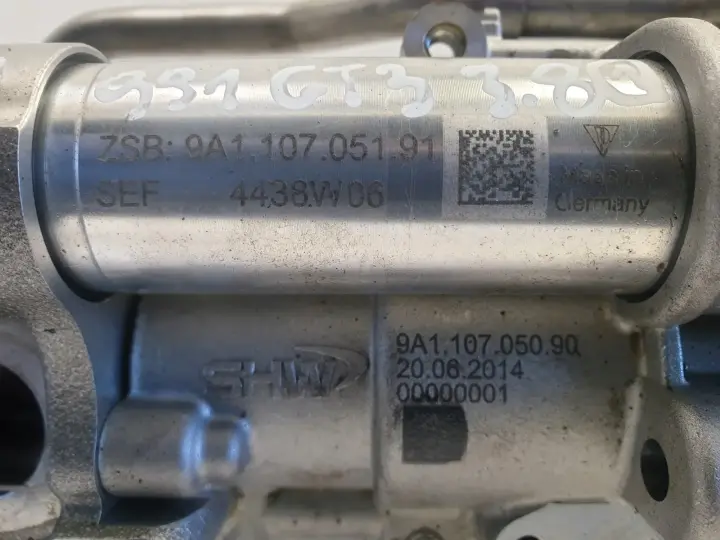 991 GT3 3.8
ZSB: 9A1.107.051.91
SEF 4438W06
Made in
Germany
SHW
9A1.107.050.90
20.06.2014
00000001